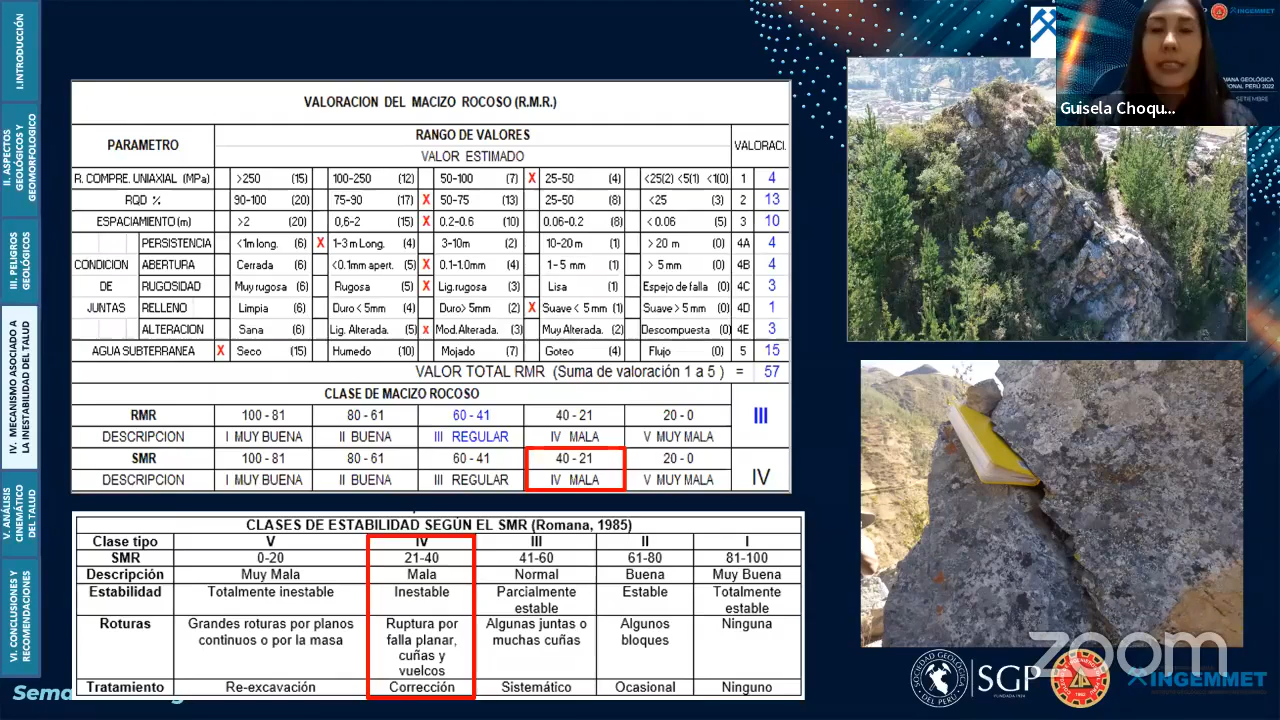 I.INTRODUCCIÓN
II. ASPECTOS GEOLÓGICOS Y GEOMORFOLÓGICO
III. PELIGROS GEOLÓGICOS
IV. MECANISMO ASOCIADO A LA INESTABILIDAD DEL TALUD
V. ANÁLISIS CINEMÁTICO DEL TALUD
VI. CONCLUSIONES Y RECOMENDACIONES
VALORACION DEL MACIZO ROCOSO (R.M.R.)
PARAMETRO RANGO DE VALORES VALORACI.
VALOR ESTIMADO
R. COMPRE. UNIAXIAL (MPa) >250 (15) 100-250 (12) 50-100 (7) X 25-50 (4) <25(2) <5(1) <1(0) 1 4
RQD % 90-100 (20) 75-90 (17) X 50-75 (13) 25-50 (8) <25 (3) 2 13
ESPACIAMIENTO (m) >2 (20) 0,6-2 (15) X 0.2-0.6 (10) 0.06-0.2 (8) < 0.06 (5) 3 10
PERSISTENCIA <1m long. (6) X 1-3 m Long. (4) 3-10m (2) 10-20 m (1) > 20 m (0) 4A 4
CONDICION ABERTURA Cerrada (6) <0.1mm apert. (5) X 0.1-1.0mm (4) 1- 5 mm (1) > 5 mm (0) 4B 4
DE RUGOSIDAD Muy rugosa (6) Rugosa (5) X Lig.rugosa (3) Lisa (1) Espejo de falla (0) 4C 3
JUNTAS RELLENO Limpia (6) Duro < 5mm (4) Duro> 5mm (2) X Suave < 5 mm (1) Suave > 5 mm (0) 4D 1
ALTERACION Sana (6) Lig. Alterada. (5) x Mod.Alterada. (3) Muy Alterada. (2) Descompuesta (0) 4E 3
AGUA SUBTERRANEA X Seco (15) Humedo (10) Mojado (7) Goteo (4) Flujo (0) 5 15
VALOR TOTAL RMR (Suma de valoración 1 a 5 ) = 57
CLASE DE MACIZO ROCOSO
RMR 100 - 81 80 - 61 60 - 41 40 - 21 20 - 0 III
DESCRIPCION I MUY BUENA II BUENA III REGULAR IV MALA V MUY MALA
SMR 100 - 81 80 - 61 60 - 41 40 - 21 20 - 0 IV
DESCRIPCION I MUY BUENA II BUENA III REGULAR IV MALA V MUY MALA
CLASES DE ESTABILIDAD SEGÚN EL SMR (Romana, 1985)
Clase tipo V IV III II I
SMR 0-20 21-40 41-60 61-80 81-100
Descripción Muy Mala Mala Normal Buena Muy Buena
Estabilidad Totalmente inestable Inestable Parcialmente estable Estable Totalmente estable
Roturas Grandes roturas por planos continuos o por la masa Ruptura por falla planar, cuñas y vuelcos Algunas juntas o muchas cuñas Algunos bloques Ninguna
Tratamiento Re-excavación Corrección Sistemático Ocasional Ninguno
INGEMMET
Guisela Choqu...
zoom
SOCIEDAD GEOLÓGICA DEL PERÚ
SGP
INGEMMET